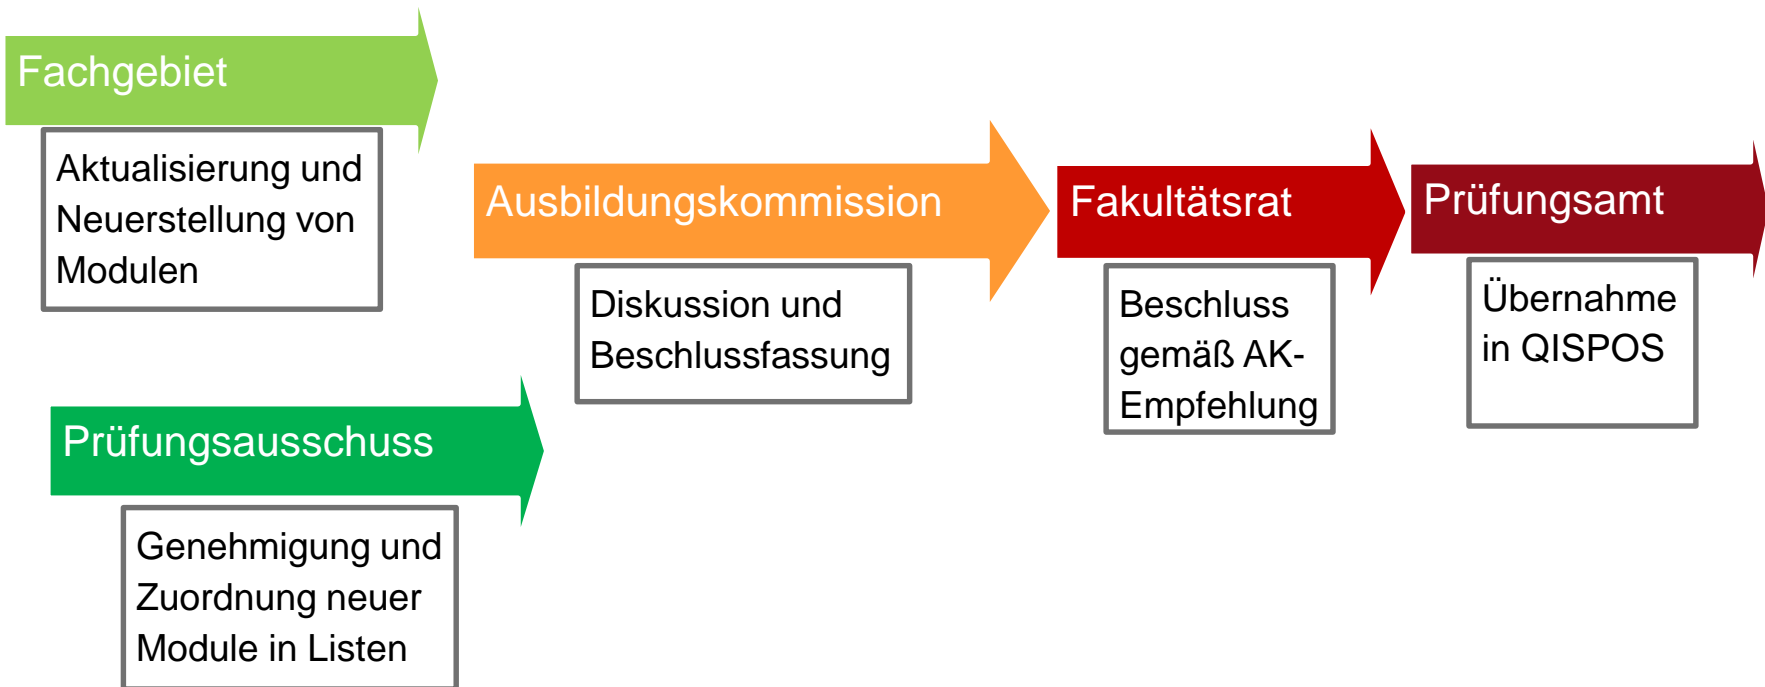 Fachgebiet
Aktualisierung und
Neuerstellung von
Modulen
Prüfungsausschuss
Genehmigung und
Zuordnung neuer
Module in Listen
Ausbildungskommission
Diskussion und
Beschlussfassung
Fakultätsrat
Beschluss
gemäß AK-
Empfehlung
Prüfungsamt
Übernahme
in QISPOS